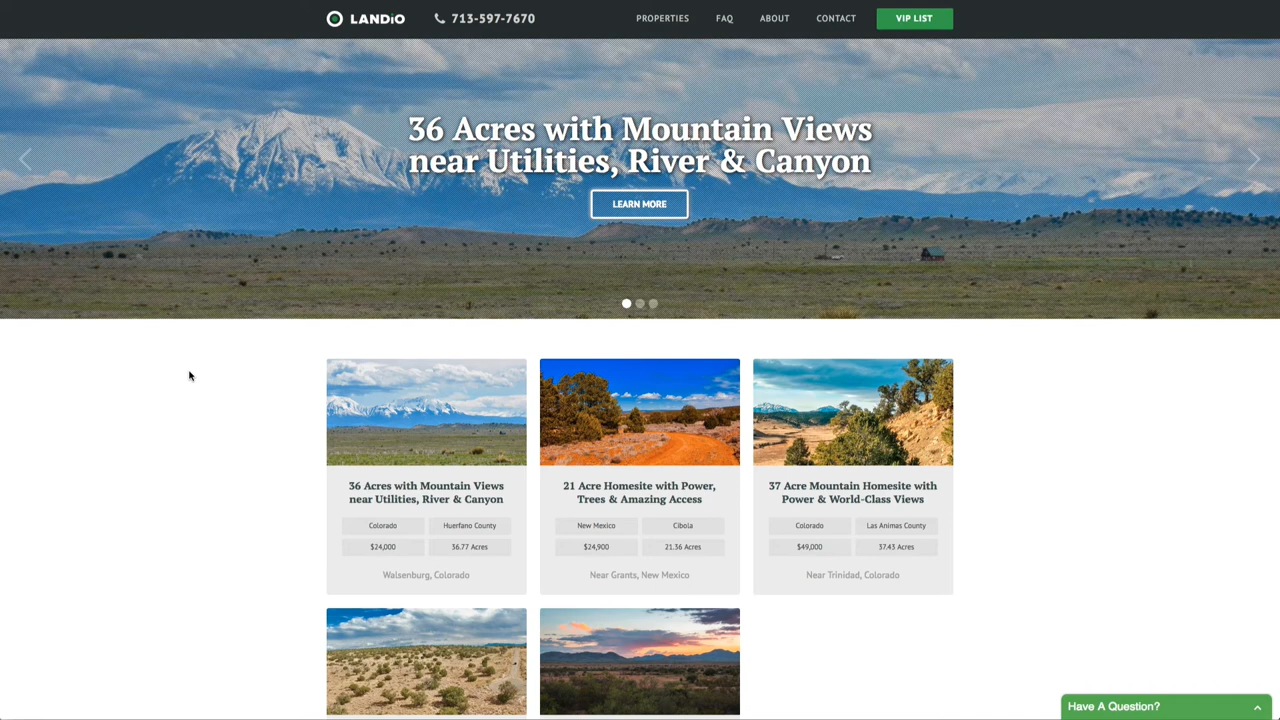 LANDiO
713-597-7670
PROPERTIES
FAQ
ABOUT
CONTACT
VIP LIST
36 Acres with Mountain Views
near Utilities, River & Canyon
LEARN MORE
36 Acres with Mountain Views
near Utilities, River & Canyon
Colorado
Huerfano County
$24,000
36.77 Acres
Walsenburg, Colorado
21 Acre Homesite with Power,
Trees & Amazing Access
New Mexico
Cibola
$24,900
21.36 Acres
Near Grants, New Mexico
37 Acre Mountain Homesite with
Power & World-Class Views
Colorado
Las Animas County
$49,000
37.43 Acres
Near Trinidad, Colorado
Have A Question?